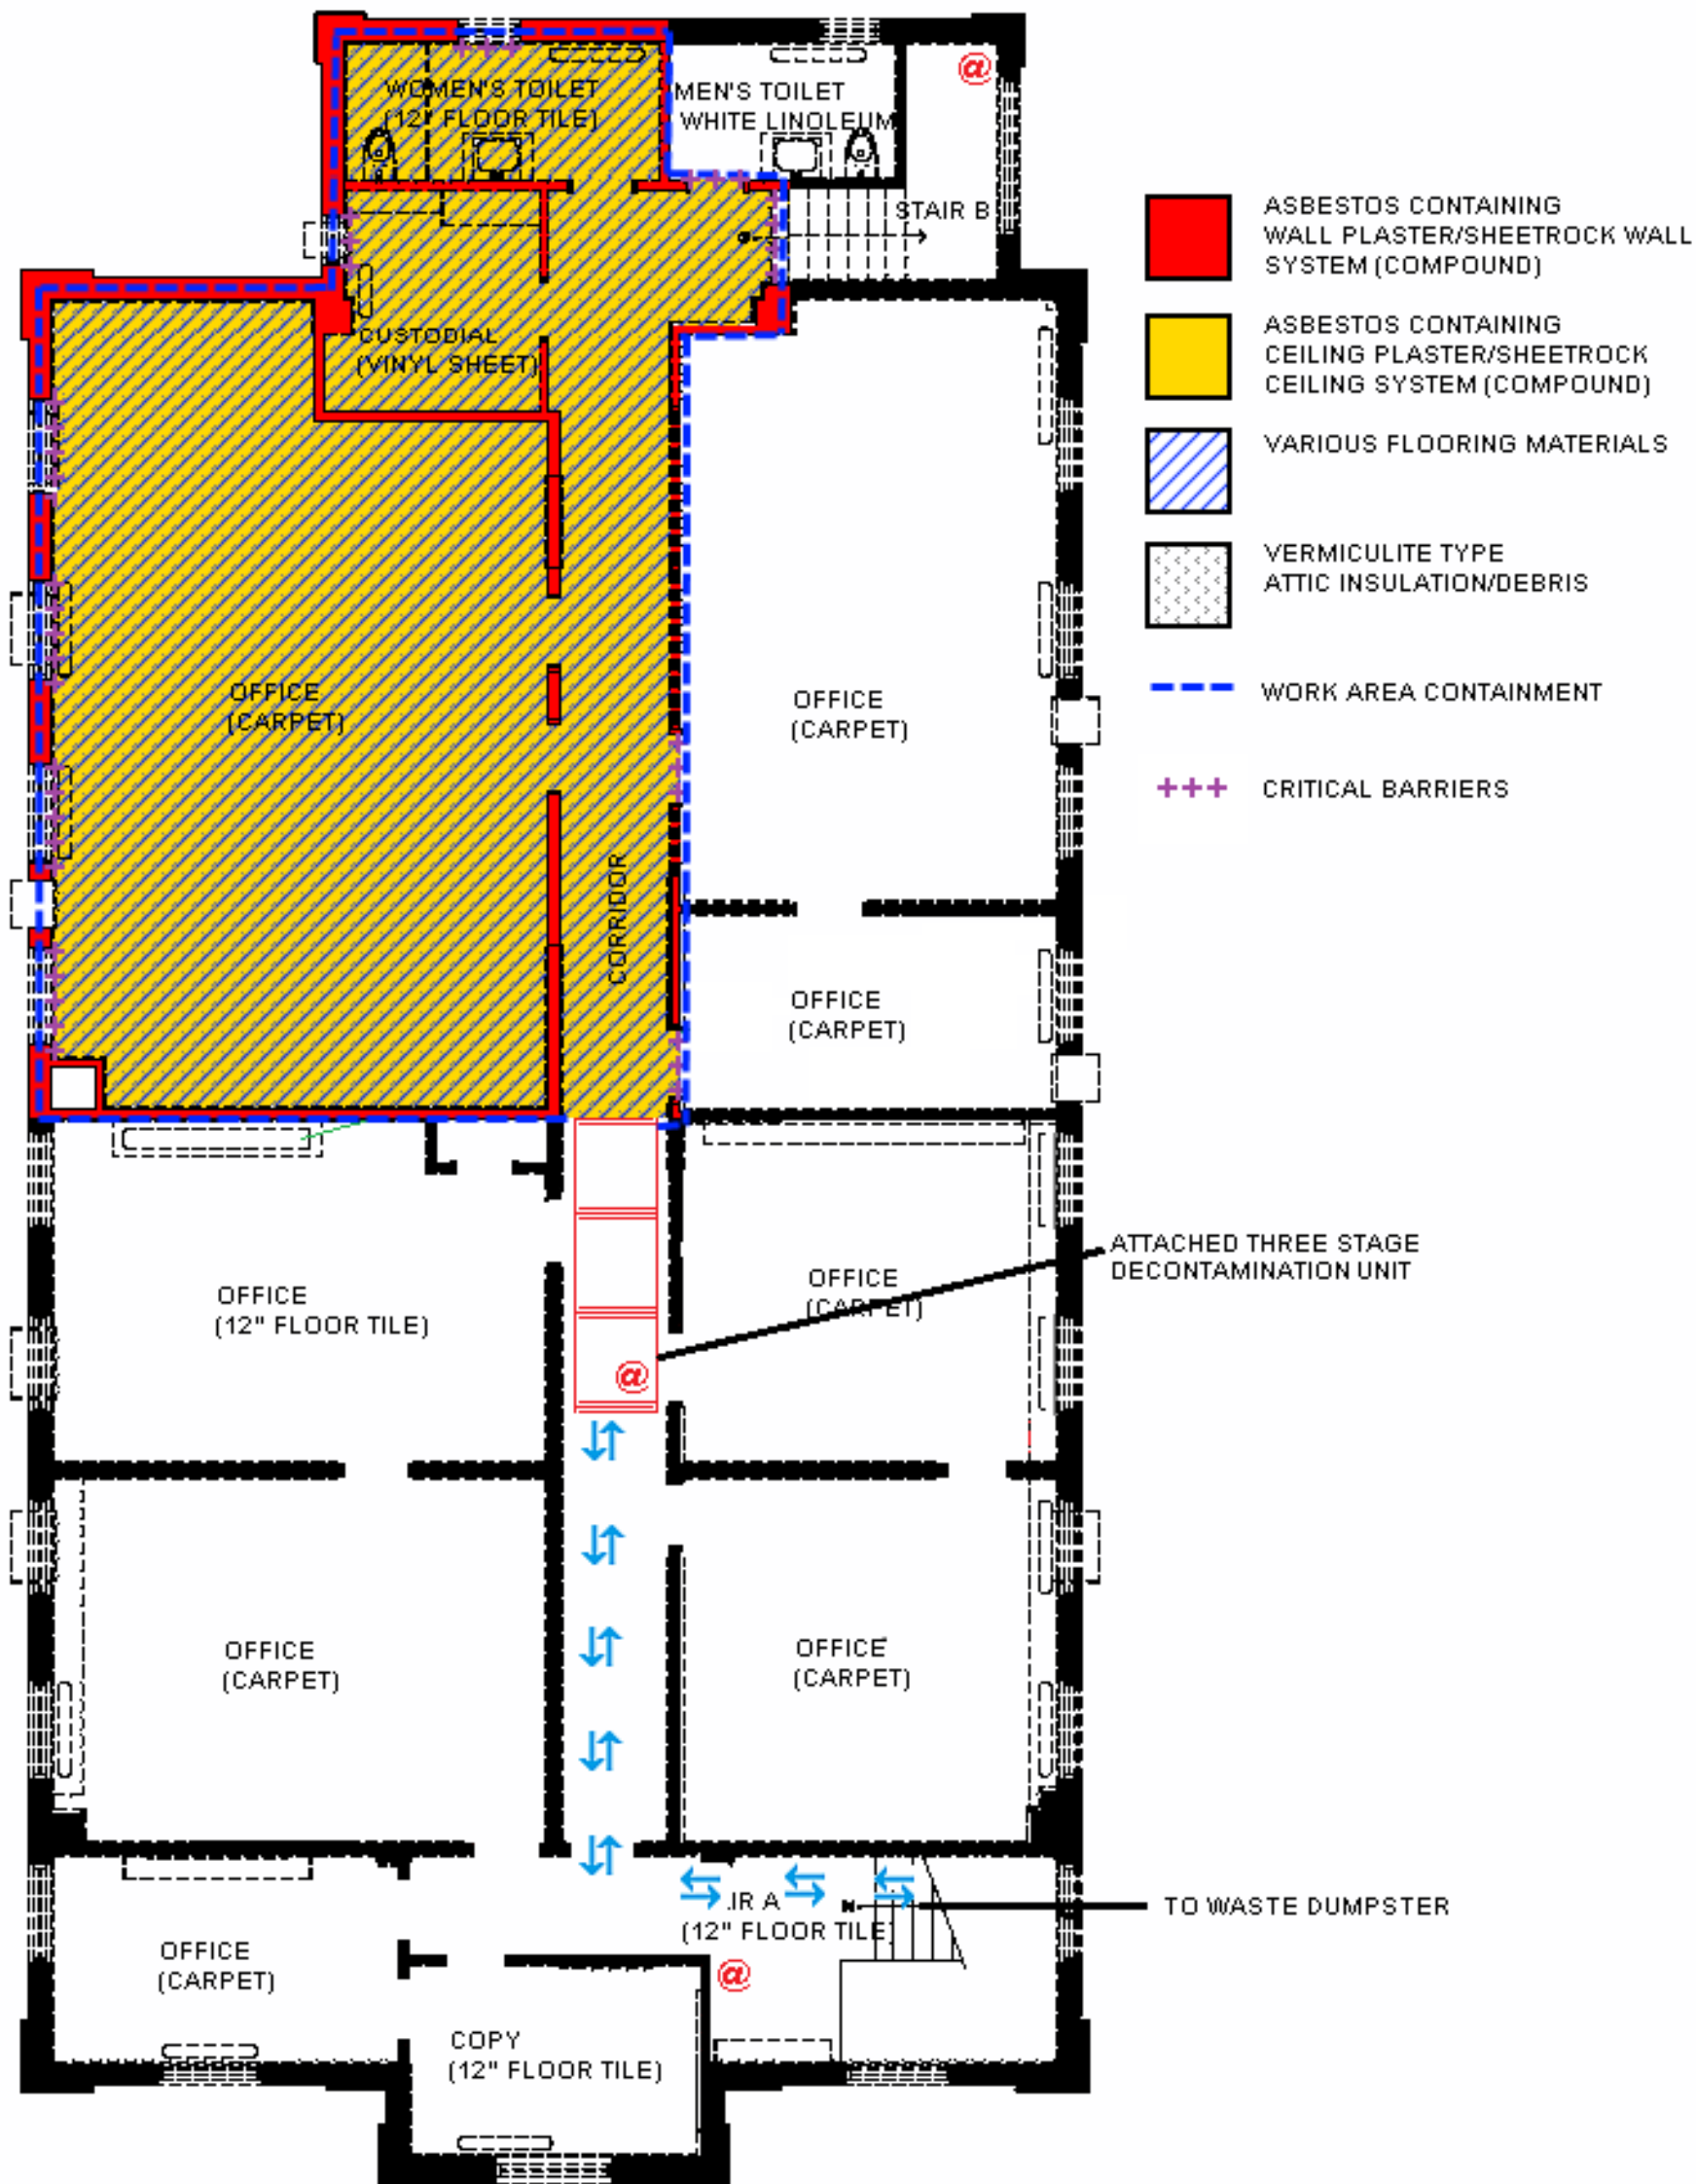 WOMEN'S TOILET
(12" FLOOR TILE)
MEN'S TOILET
WHITE LINOLEUM
@
STAIR B
CUSTODIAL
(VINYL SHEET)
OFFICE
(CARPET)
OFFICE
(CARPET)
CORRIDOR
OFFICE
(CARPET)
OFFICE
(12" FLOOR TILE)
OFFICE
(CARPET)
@
OFFICE
(CARPET)
OFFICE
(CARPET)
OFFICE
(CARPET)
IR A
(12" FLOOR TILE)
@
COPY
(12" FLOOR TILE)
ASBESTOS CONTAINING
WALL PLASTER/SHEETROCK WALL
SYSTEM (COMPOUND)
ASBESTOS CONTAINING
CEILING PLASTER/SHEETROCK
CEILING SYSTEM (COMPOUND)
VARIOUS FLOORING MATERIALS
VERMICULITE TYPE
ATTIC INSULATION/DEBRIS
WORK AREA CONTAINMENT
+++ CRITICAL BARRIERS
ATTACHED THREE STAGE
DECONTAMINATION UNIT
TO WASTE DUMPSTER